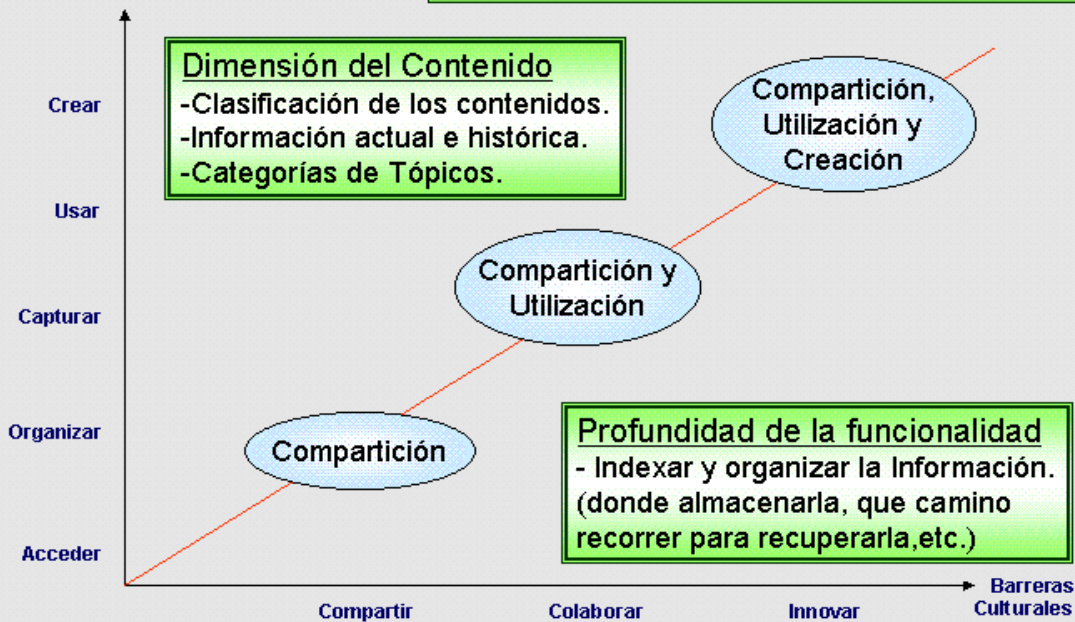 Dimensión del Contenido
-Clasificación de los contenidos.
-Información actual e histórica.
-Categorías de Tópicos.
Compartición,
Utilización y
Creación
Compartición y
Utilización
Compartición
Profundidad de la funcionalidad
- Indexar y organizar la Información.
(donde almacenarla, que camino
recorrer para recuperarla,etc.)
Crear
Usar
Capturar
Organizar
Acceder
Compartir
Colaborar
Innovar
Barreras
Culturales